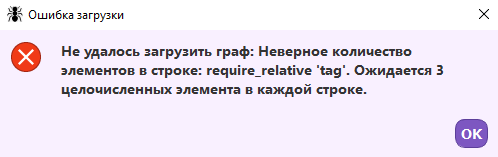 Ошибка загрузки
Не удалось загрузить граф: Неверное количество
элементов в строке: require_relative 'tag'. Ожидается 3
целочисленных элемента в каждой строке.
OK